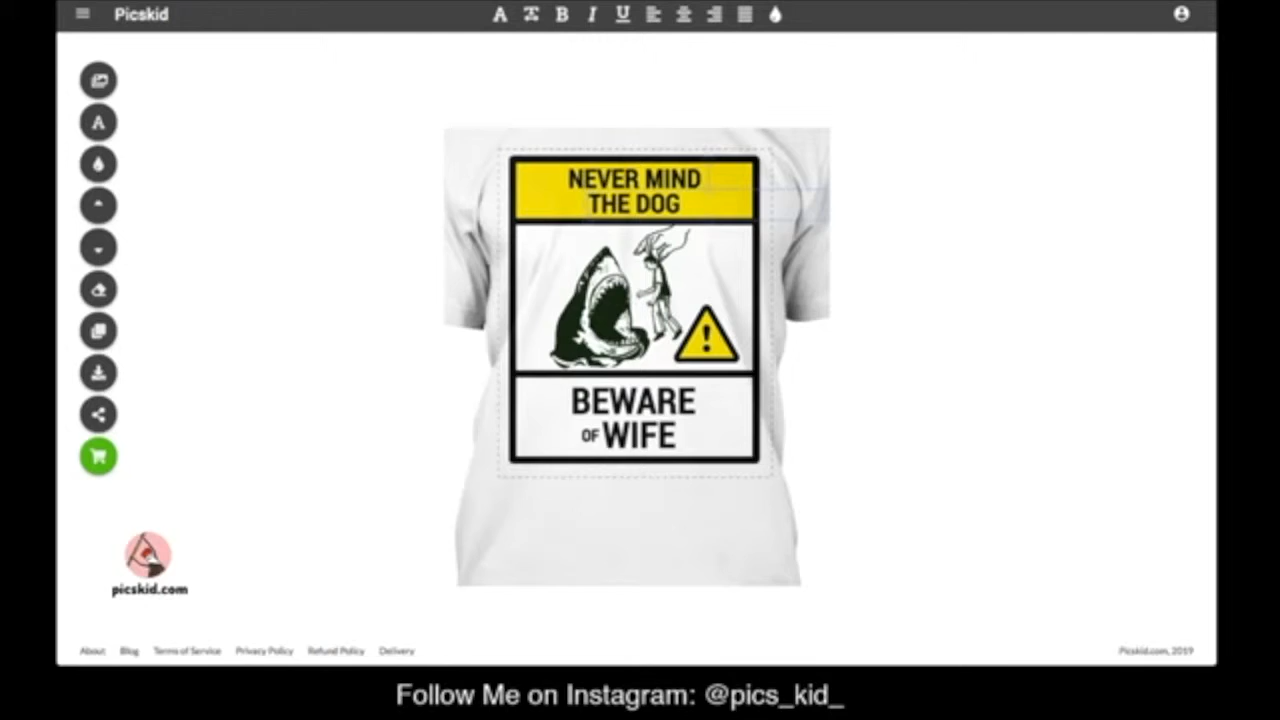 Picskid
NEVER MIND
THE DOG
BEWARE
OF WIFE
picskid.com
About Blog Terms of Service Privacy Policy Refund Policy Delivery
Picskid.com, 2019
Follow Me on Instagram: @pics_kid_